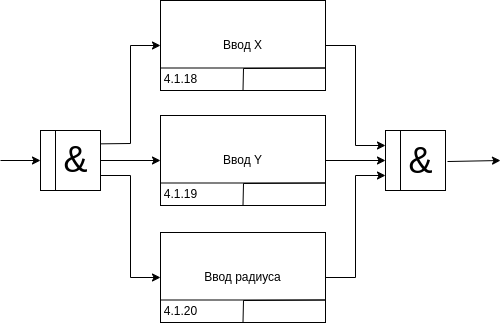 Ввод X
4.1.18
&
Ввод Y
4.1.19
&
Ввод радиуса
4.1.20